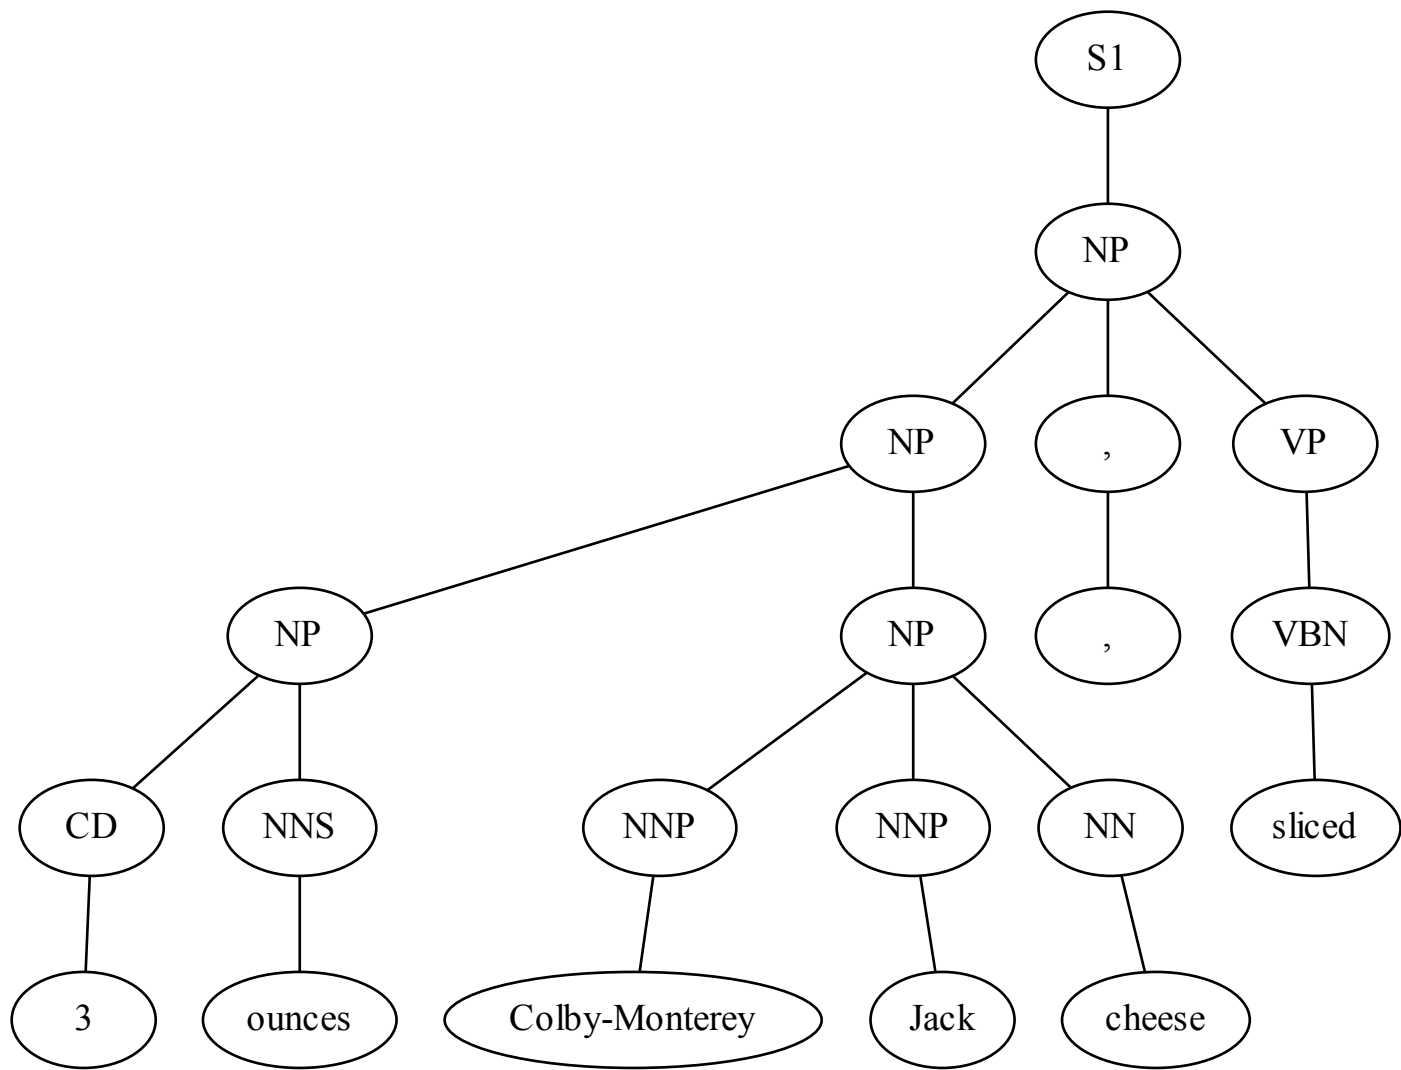 S1
NP
NP , VP
NP NP , VBN
CD NNS NNP NNP NN sliced
3 ounces Colby-Monterey Jack cheese